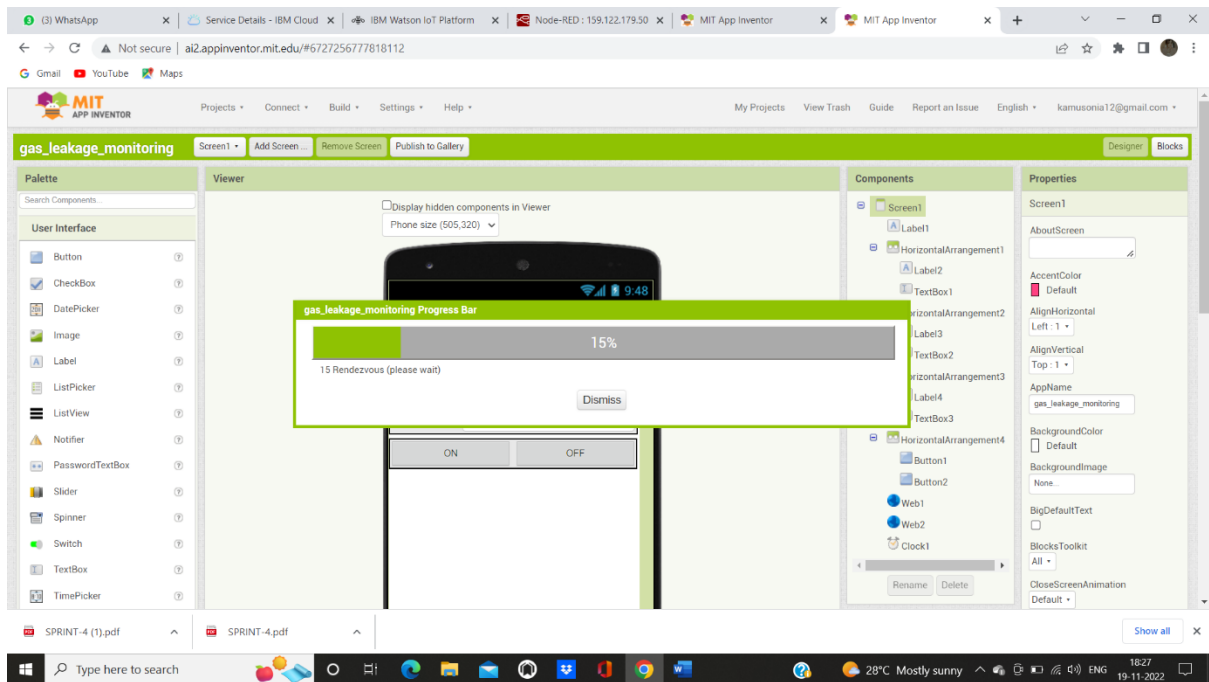 3 (3) WhatsApp
Service Details - IBM Cloud
IBM Watson IoT Platform
Node-RED : 159.122.179.50
MIT App Inventor
MIT App Inventor
Not secure | ai2.appinventor.mit.edu/#6727256777818112
Gmail YouTube Maps
MIT APP INVENTOR
Projects Connect Build Settings Help My Projects View Trash Guide Report an Issue English kamusonia12@gmail.com
gas_leakage_monitoring Screen1 Add Screen ... Remove Screen Publish to Gallery Designer Blocks
Palette
Search Components...
User Interface
Button
CheckBox
DatePicker
Image
Label
ListPicker
ListView
Notifier
PasswordTextBox
Slider
Spinner
Switch
TextBox
TimePicker
Viewer
Display hidden components in Viewer
Phone size (505,320)
9:48
gas_leakage_monitoring Progress Bar
15%
15 Rendezvous (please wait)
Dismiss
ON OFF
Components
Screen1
Label1
HorizontalArrangement1
Label2
TextBox1
orizontalArrangement2
Label3
TextBox2
orizontalArrangement3
Label4
TextBox3
HorizontalArrangement4
Button1
Button2
Web1
Web2
Clock1
Rename Delete
Properties
Screen1
AboutScreen
AccentColor
Default
AlignHorizontal
Left : 1
AlignVertical
Top : 1
AppName
gas_leakage_monitoring
BackgroundColor
Default
BackgroundImage
None...
BigDefaultText
BlocksToolkit
All
CloseScreenAnimation
Default
SPRINT-4 (1).pdf SPRINT-4.pdf Show all
Type here to search 28°C Mostly sunny ENG 18:27
19-11-2022